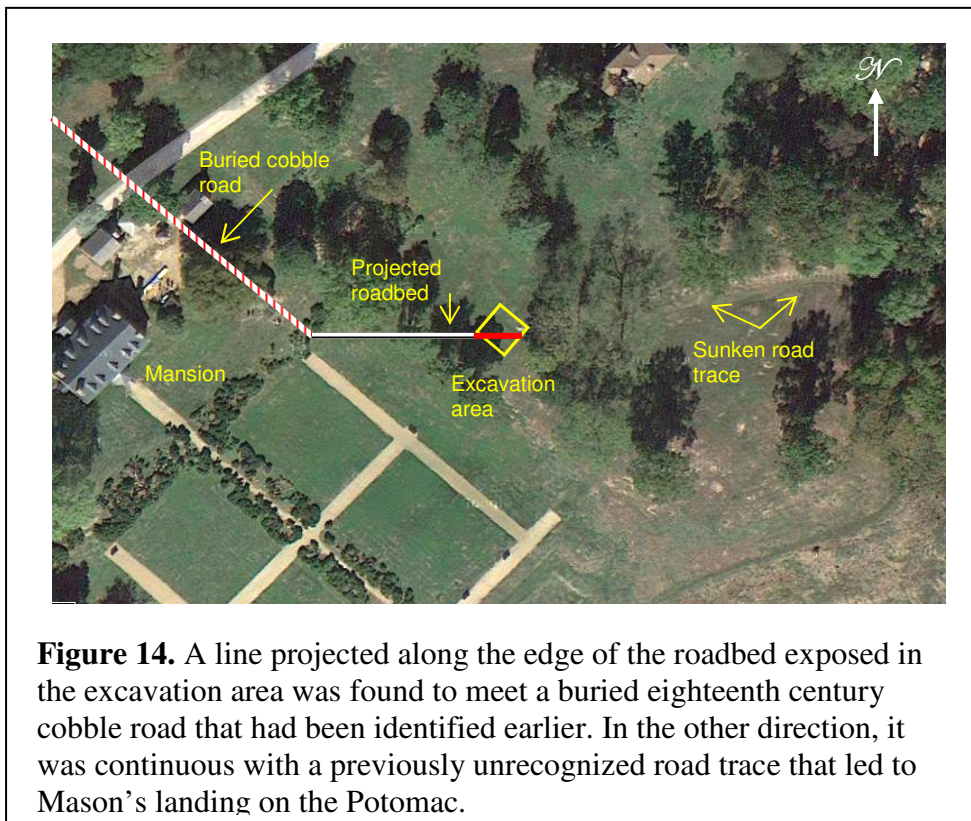 N
Buried cobble
road
Projected
roadbed
Mansion
Excavation
area
Sunken road
trace
Figure 14. A line projected along the edge of the roadbed exposed in
the excavation area was found to meet a buried eighteenth century
cobble road that had been identified earlier. In the other direction, it
was continuous with a previously unrecognized road trace that led to
Mason's landing on the Potomac.